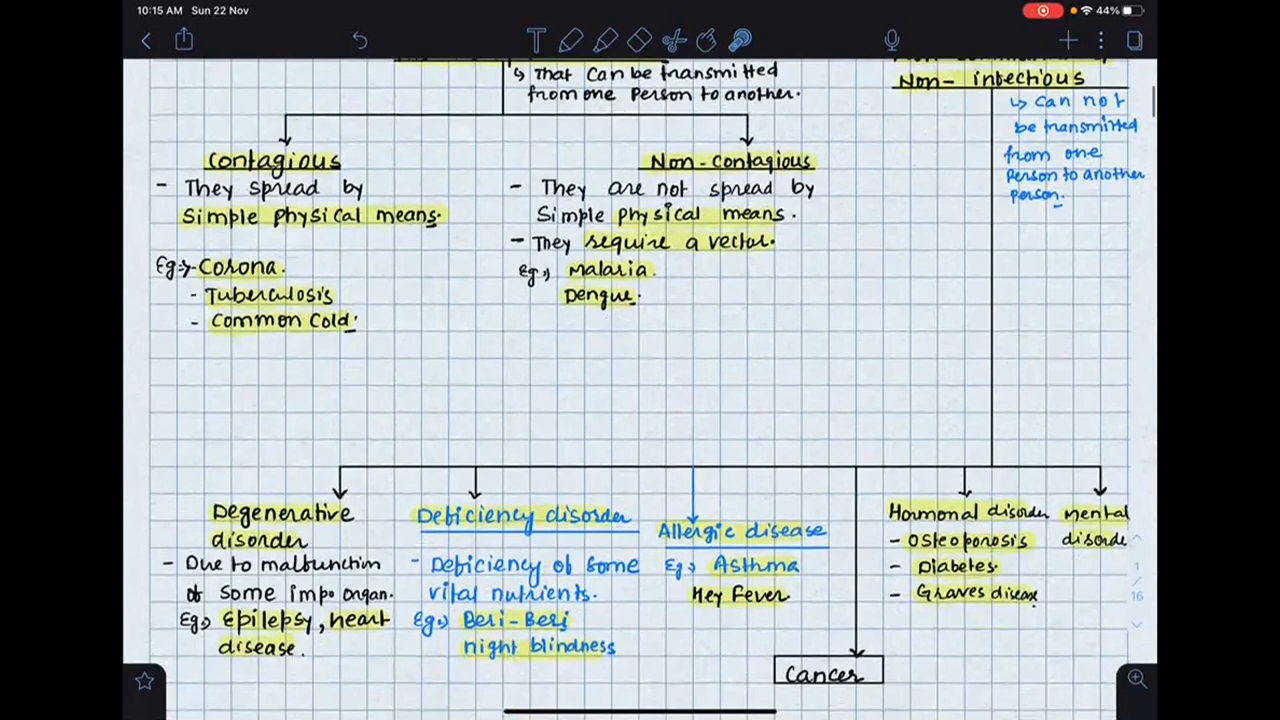 10:15 AM Sun 22 Nov
44%
↳ That can be transmitted
from one Person to another.
Non- infectious
↳ can not
be transmitted
from one
Person to another
person.
Contagious
- They spread by
Simple physical means.
Eg:- Corona.
- Tuberculosis
- Common Cold.
Non-Contagious
- They are not spread by
Simple physical means.
- They require a vector.
Eg:, Malaria.
Dengue.
Degenerative
disorder
- Due to malfunction
of some impo organ.
Eg:, Epilepsy, heart
disease.
Deficiency disorder
- Deficiency of some
vital nutrients.
Eg:, Beri-Beri
night blindness
Allergic disease
Eg:, Asthma
Hey Fever
Cancer
Hormonal disorder
- Osteoporosis
- Diabetes.
- Graves disease
mental
disorde
1
/
16